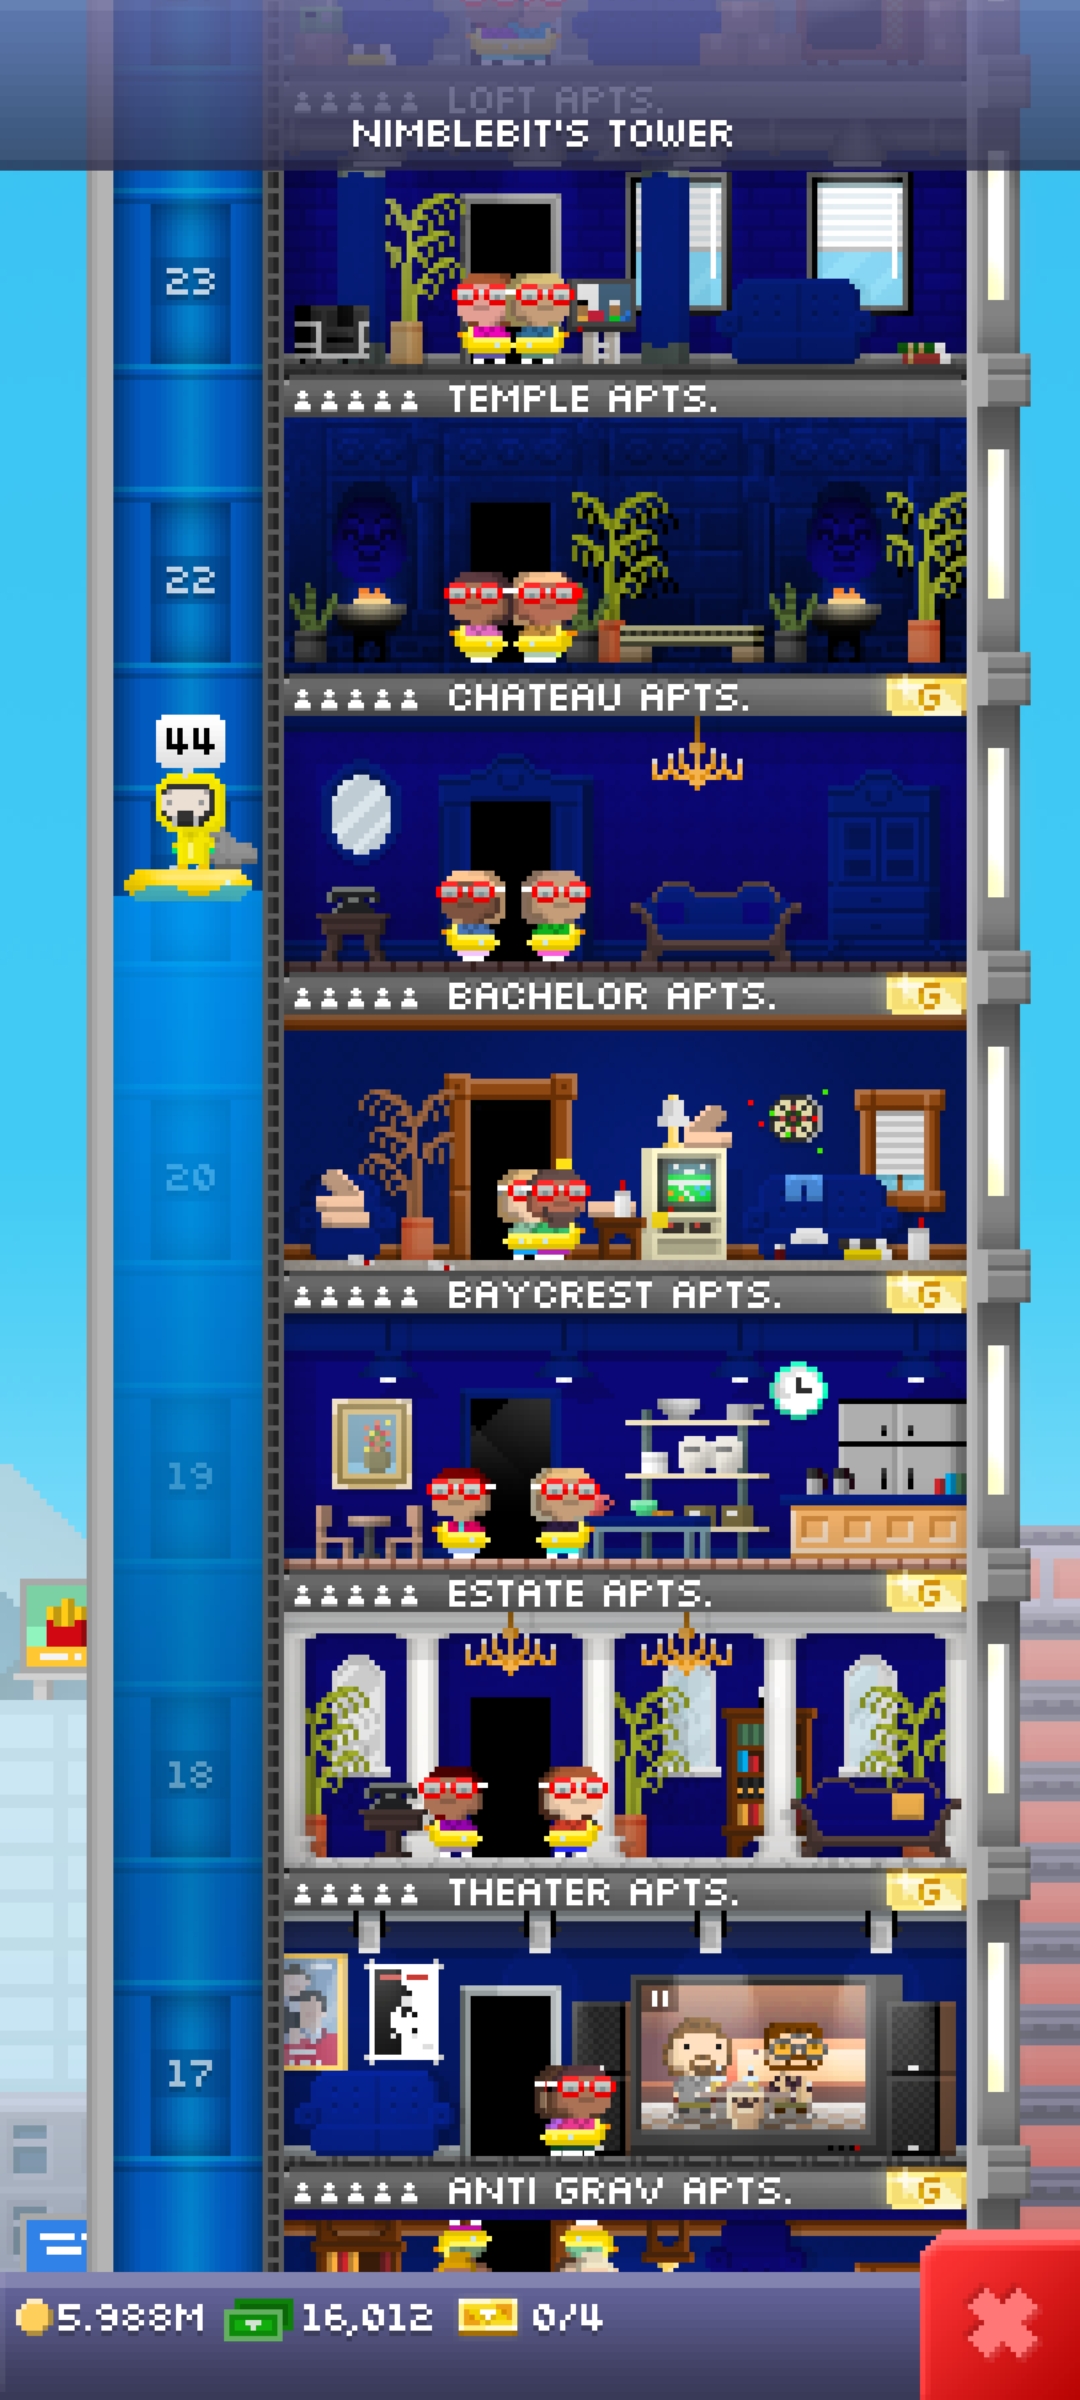 LOFT APTS.
NIMBLEBIT'S TOWER
23
TEMPLE APTS.
22
CHATEAU APTS. G
44
BACHELOR APTS. G
20
BAYCREST APTS. G
19
ESTATE APTS. G
18
THEATER APTS. G
17
ANTI GRAV APTS. G
5.988M 16,012 0/4